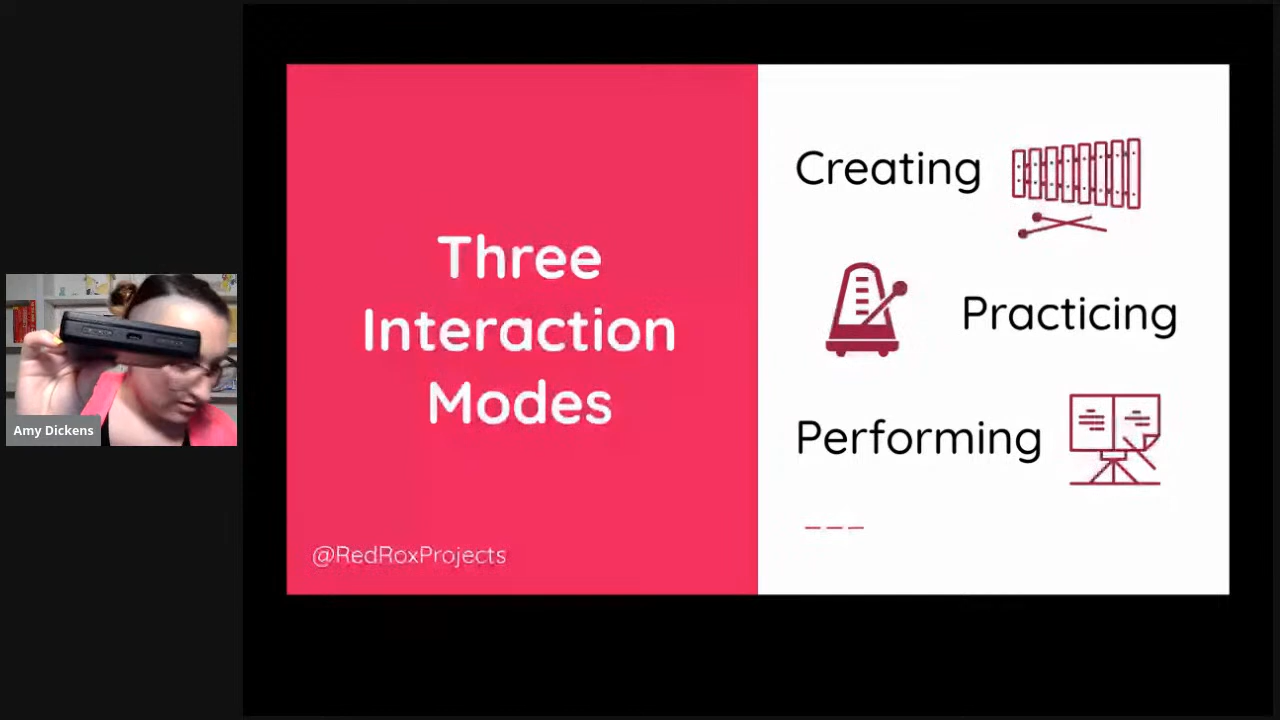 Three
Interaction
Modes
@RedRoxProjects
Creating
Practicing
Performing
Amy Dickens